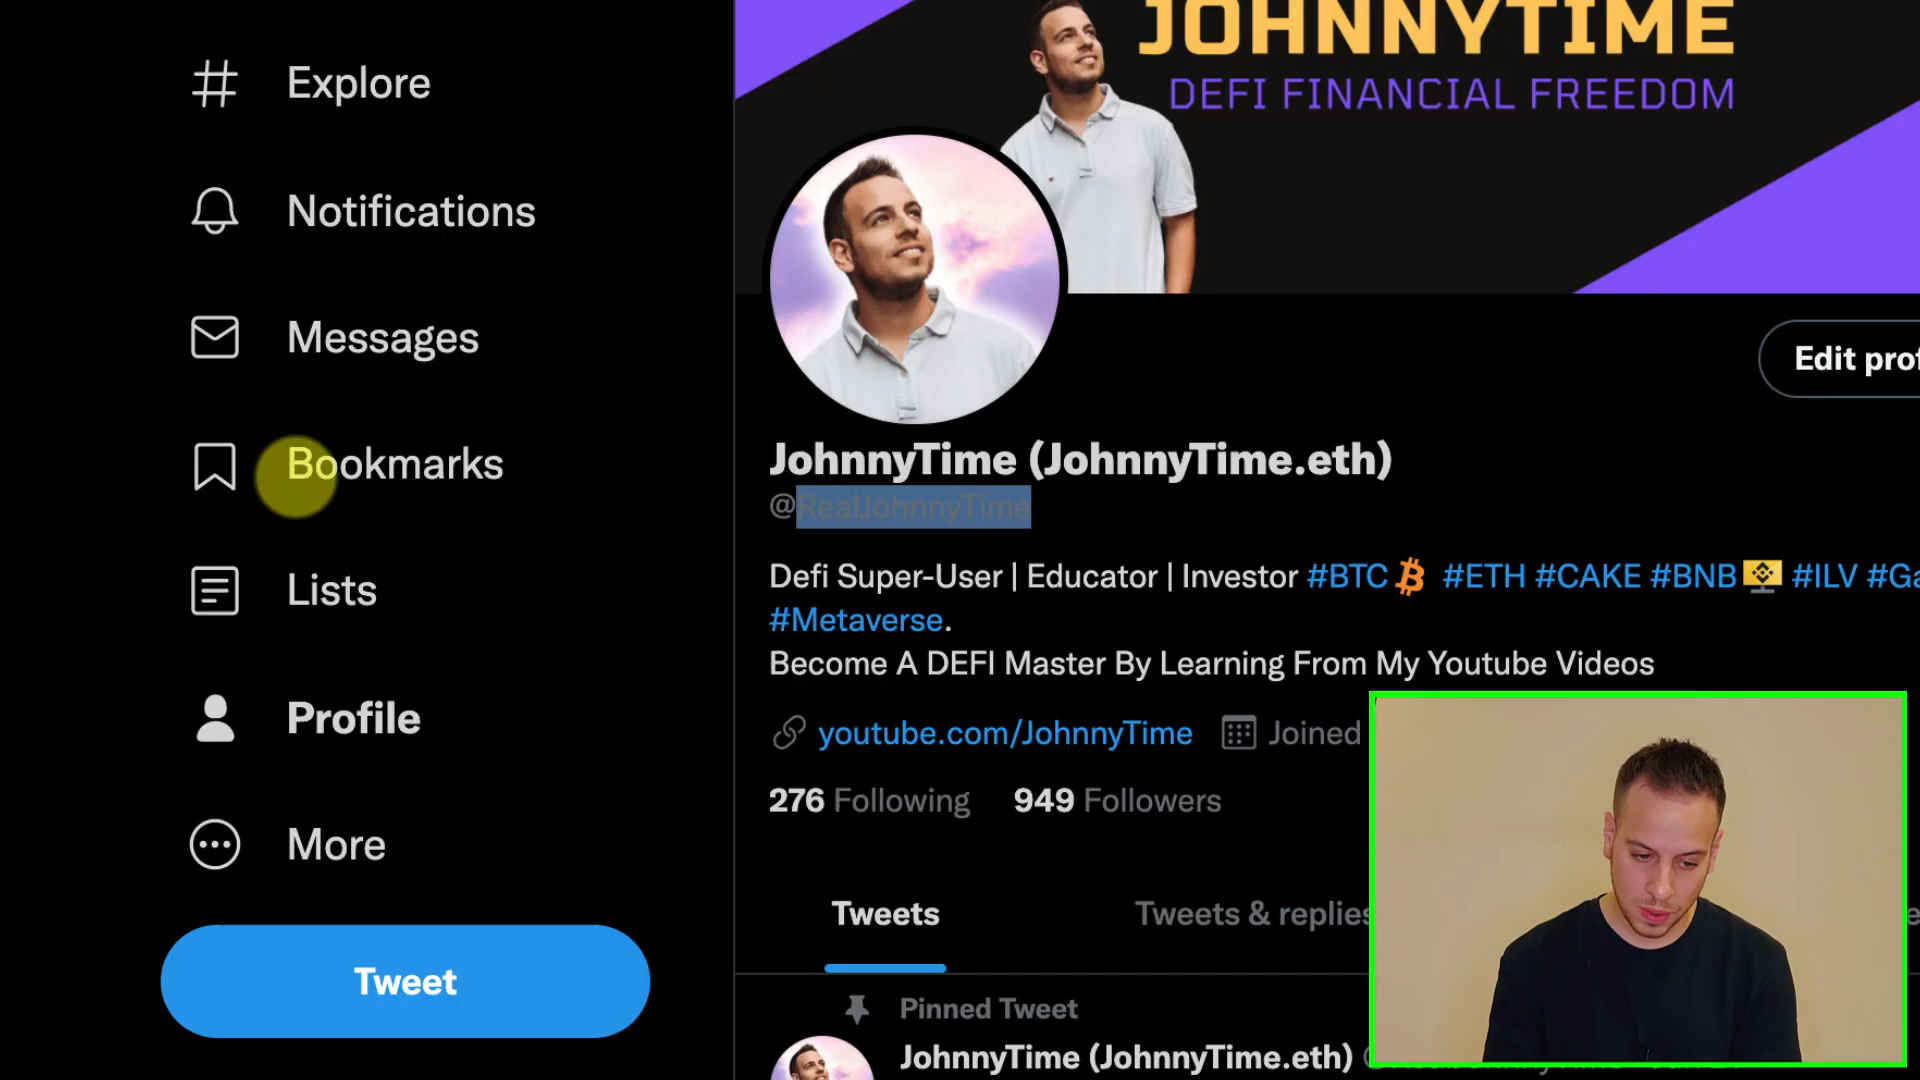 Explore
Notifications
Messages
Bookmarks
Lists
Profile
More
Tweet
JOHNNYTIME
DEFI FINANCIAL FREEDOM
Edit
JohnnyTime (JohnnyTime.eth)
@RealJohnnyTime
Defi Super-User | Educator | Investor #BTC #ETH #CAKE #BNB #ILV
#Metaverse.
Become A DEFI Master By Learning From My Youtube Videos
youtube.com/JohnnyTime Joined
276 Following 949 Followers
Tweets Tweets & replies
Pinned Tweet
JohnnyTime (JohnnyTime.eth)